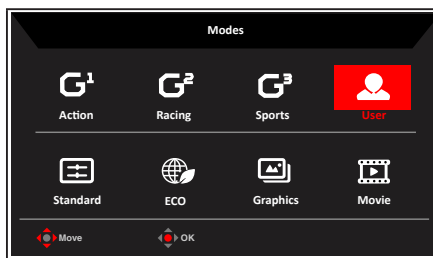 Modes
G¹ G² G³
Action Racing Sports User
Standard ECO Graphics Movie
Move OK